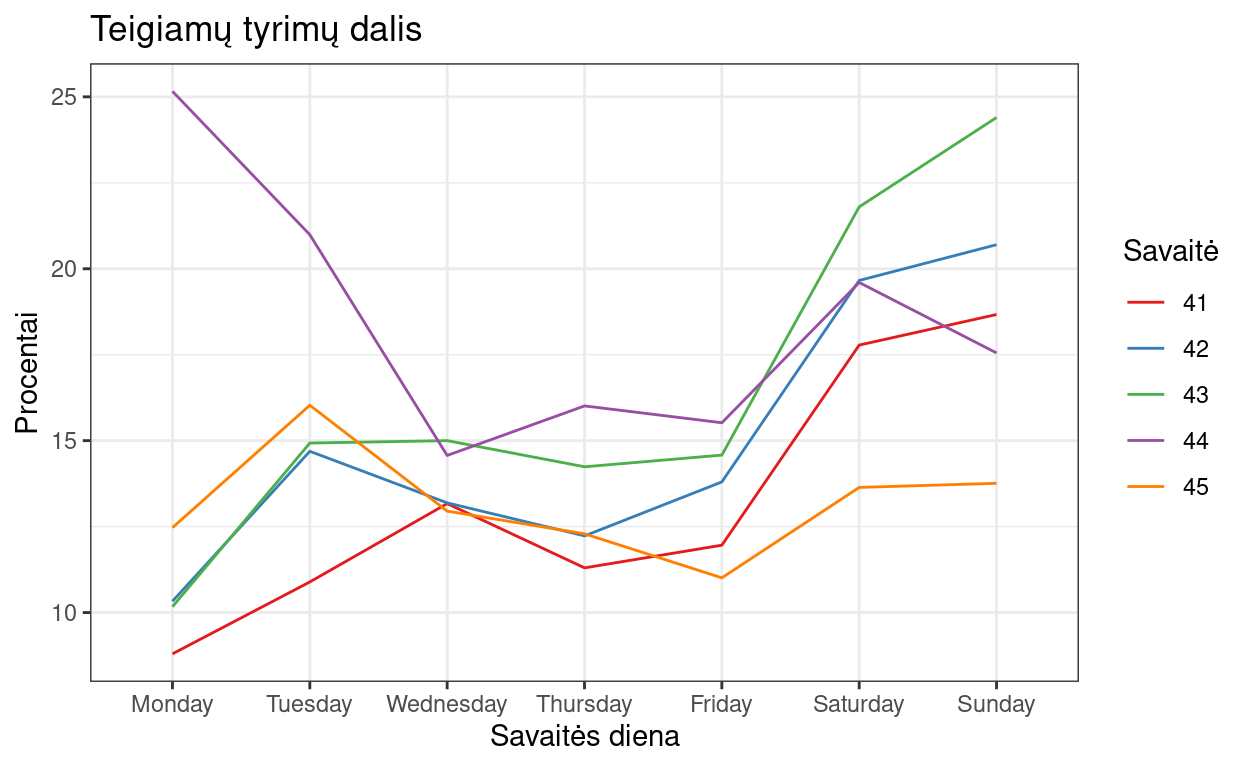 Teigiamų tyrimų dalis
Procentai
25
20
15
10
Monday Tuesday Wednesday Thursday Friday Saturday Sunday
Savaitės diena
Savaitė
41
42
43
44
45